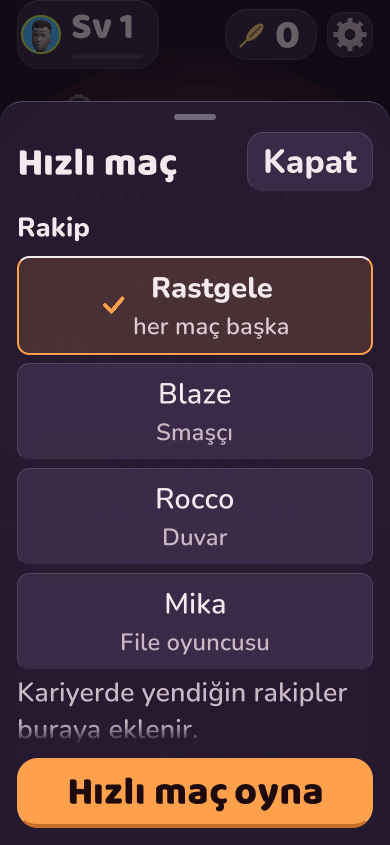 Sv 1
0
Hızlı maç
Kapat
Rakip
Rastgele
her maç başka
Blaze
Smaşçı
Rocco
Duvar
Mika
File oyuncusu
Kariyerde yendiğin rakipler
buraya eklenir.
Hızlı maç oyna